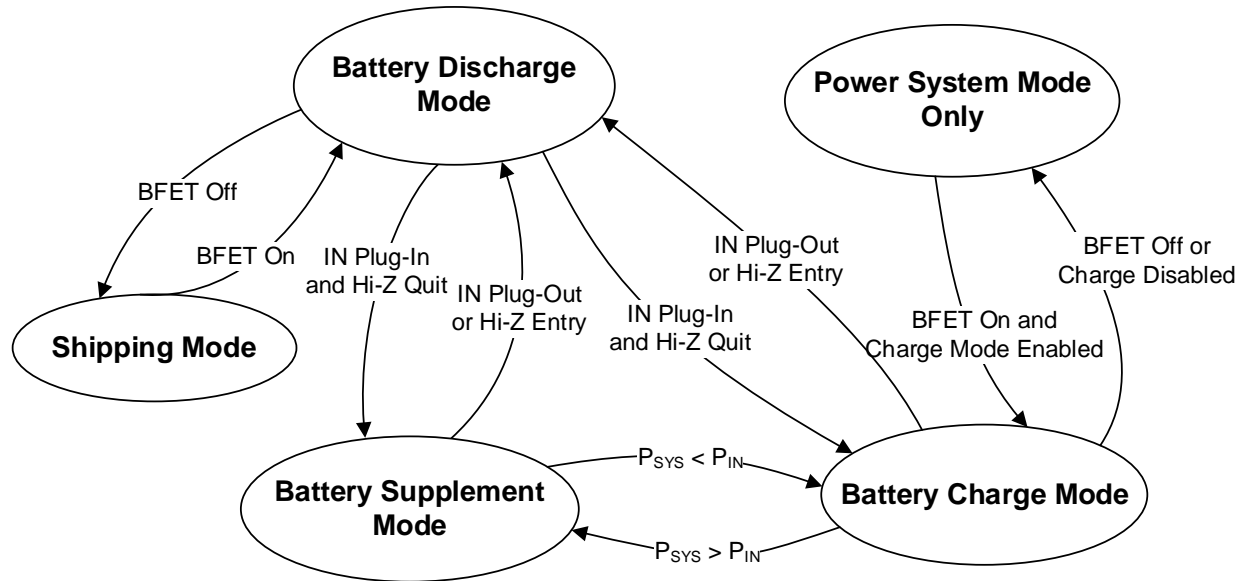 Battery Discharge
Mode
Power System Mode
Only
BFET Off
BFET On
IN Plug-In
and Hi-Z Quit
IN Plug-Out
or Hi-Z Entry
IN Plug-In
and Hi-Z Quit
IN Plug-Out
or Hi-Z Entry
BFET On and
Charge Mode Enabled
BFET Off or
Charge Disabled
Shipping Mode
Battery Supplement
Mode
PSYS < PIN
PSYS > PIN
Battery Charge Mode